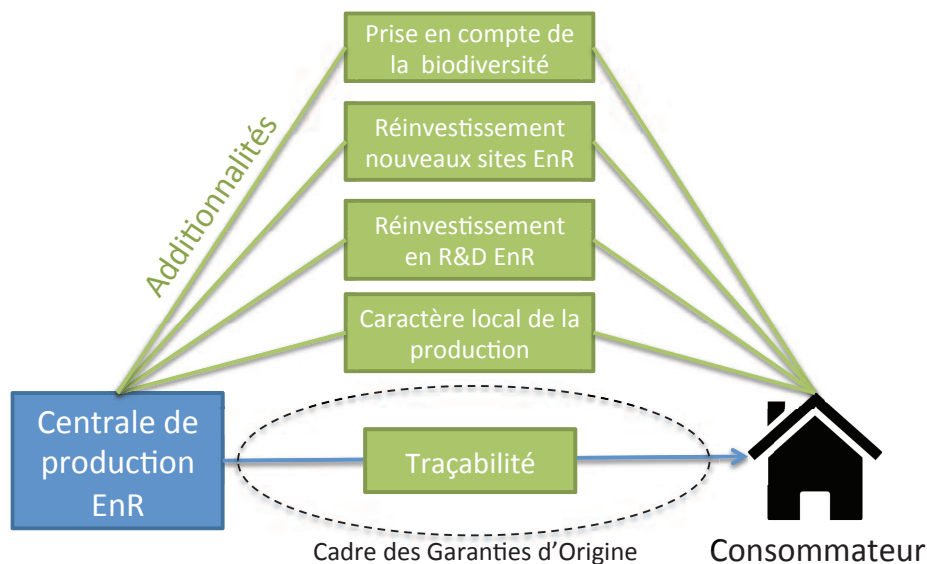 Prise en compte de
la biodiversité
Réinvestissement
nouveaux sites EnR
Additionnalités
Réinvestissement
en R&D EnR
Caractère local de la
production
Centrale de
production
EnR
Traçabilité
Cadre des Garanties d'Origine
Consommateur